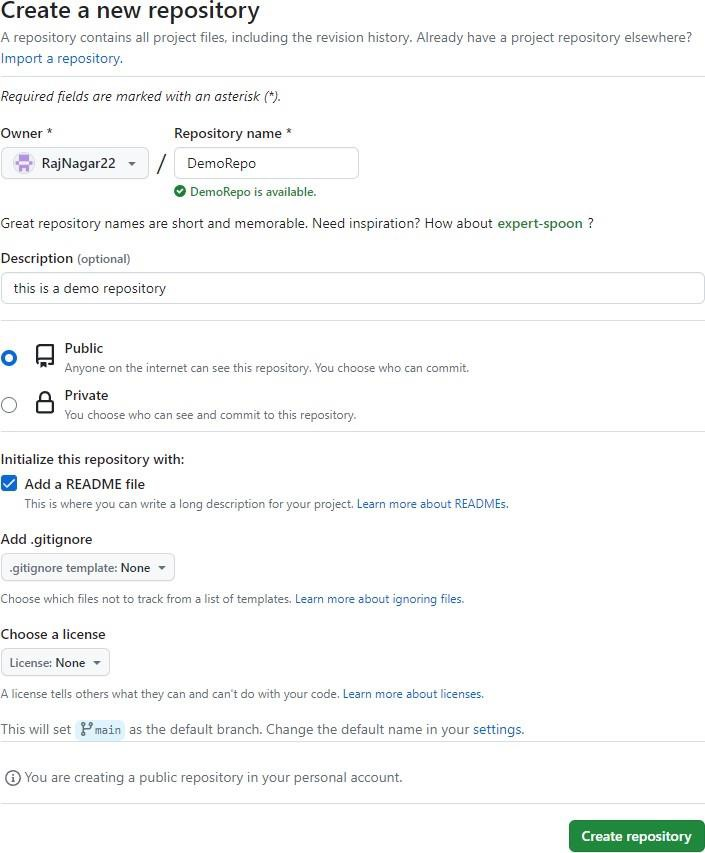 Create a new repository
A repository contains all project files, including the revision history. Already have a project repository elsewhere?
Import a repository.
Required fields are marked with an asterisk (*).
Owner * Repository name *
RajNagar22 / DemoRepo
DemoRepo is available.
Great repository names are short and memorable. Need inspiration? How about expert-spoon ?
Description (optional)
this is a demo repository
Public
Anyone on the internet can see this repository. You choose who can commit.
Private
You choose who can see and commit to this repository.
Initialize this repository with:
Add a README file
This is where you can write a long description for your project. Learn more about READMEs.
Add .gitignore
.gitignore template: None
Choose which files not to track from a list of templates. Learn more about ignoring files.
Choose a license
License: None
A license tells others what they can and can't do with your code. Learn more about licenses.
This will set main as the default branch. Change the default name in your settings.
You are creating a public repository in your personal account.
Create repository